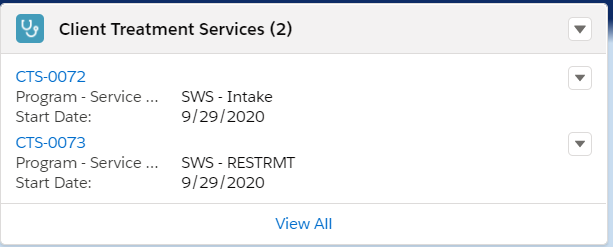 Client Treatment Services (2)
CTS-0072
Program - Service ... SWS - Intake
Start Date: 9/29/2020
CTS-0073
Program - Service ... SWS - RESTRMT
Start Date: 9/29/2020
View All